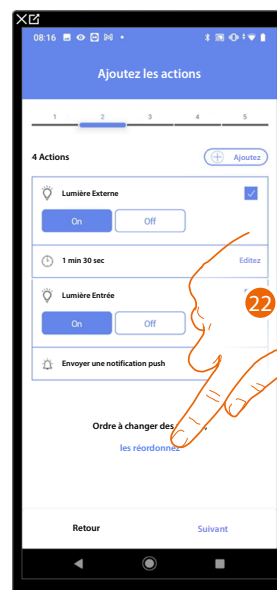 08:16
Ajoutez les actions
1 2 3 4 5
4 Actions
Ajoutez
Lumière Externe
On Off
1 min 30 sec Editez
Lumière Entrée
22
On Off
Envoyer une notification push
Ordre à changer des
les réordonnez
Retour Suivant